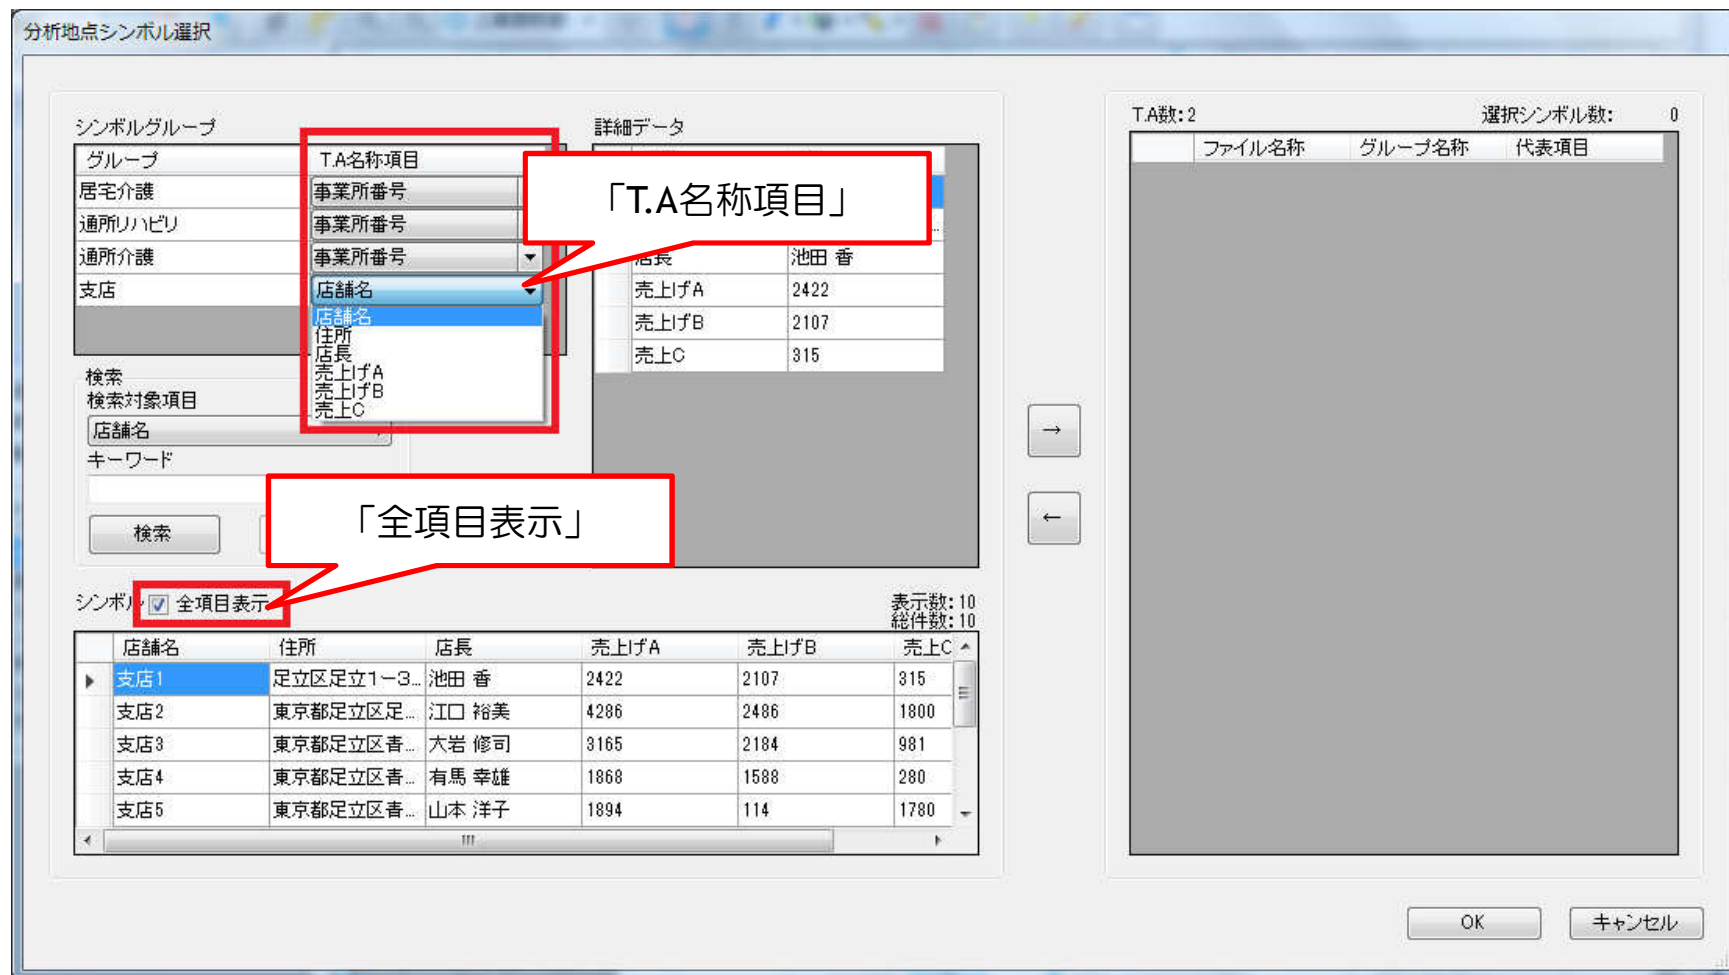 分析地点シンボル選択
シンボルグループ
グループ T.A名称項目
居宅介護 事業所番号
通所リハビリ 事業所番号
通所介護 事業所番号
支店 店舗名
店舗名
住所
店長
売上げA
売上げB
売上C
「T.A名称項目」
検索
検索対象項目
店舗名
キーワード
検索
「全項目表示」
詳細データ
店長 池田 香
売上げA 2422
売上げB 2107
売上C 315
シンボル 全項目表示
表示数:10
総件数:10
店舗名 住所 店長 売上げA 売上げB 売上C
支店1 足立区足立1-3... 池田 香 2422 2107 315
支店2 東京都足立区足... 江口 裕美 4286 2486 1800
支店3 東京都足立区青... 大岩 修司 3165 2184 981
支店4 東京都足立区青... 有馬 幸雄 1868 1588 280
支店5 東京都足立区青... 山本 洋子 1894 114 1780
→
←
T.A数:2 選択シンボル数: 0
ファイル名称 グループ名称 代表項目
OK キャンセル